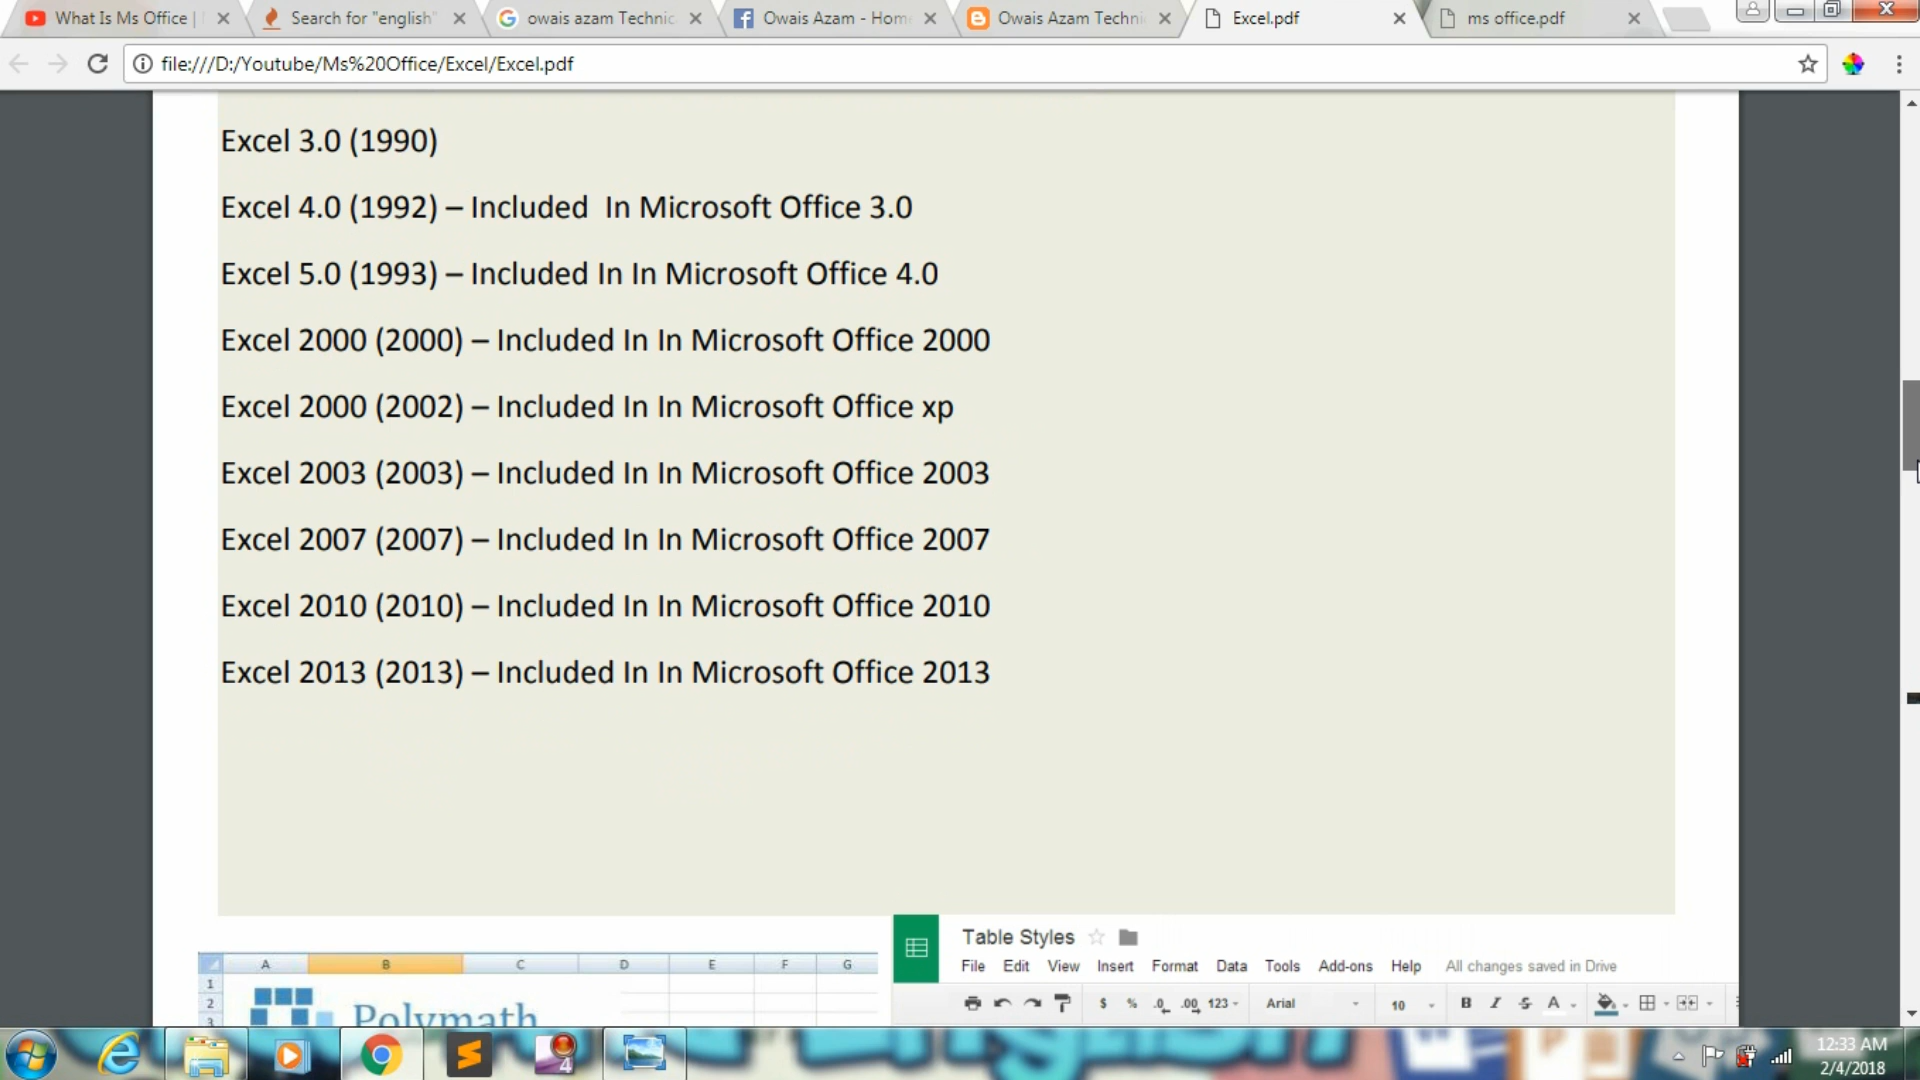 What Is Ms Office |
Search for "english"
owais azam Technic
Owais Azam - Hom
Owais Azam Techni
Excel.pdf
ms office.pdf
file:///D:/Youtube/Ms%20Office/Excel/Excel.pdf
Excel 3.0 (1990)
Excel 4.0 (1992) – Included  In Microsoft Office 3.0
Excel 5.0 (1993) – Included In In Microsoft Office 4.0
Excel 2000 (2000) – Included In In Microsoft Office 2000
Excel 2000 (2002) – Included In In Microsoft Office xp
Excel 2003 (2003) – Included In In Microsoft Office 2003
Excel 2007 (2007) – Included In In Microsoft Office 2007
Excel 2010 (2010) – Included In In Microsoft Office 2010
Excel 2013 (2013) – Included In In Microsoft Office 2013
Table Styles
File Edit View Insert Format Data Tools Add-ons Help All changes saved in Drive
$ % .0 .00 123 Arial 10 B I S A
A B C D E F G
1
2
3
Polymath
12:33 AM
2/4/2018